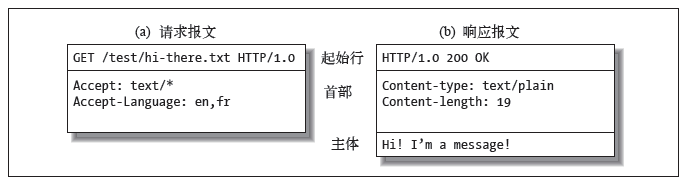 (a) 请求报文
GET /test/hi-there.txt HTTP/1.0
Accept: text/*
Accept-Language: en,fr
起始行
首部
主体
(b) 响应报文
HTTP/1.0 200 OK
Content-type: text/plain
Content-length: 19
Hi! I’m a message!